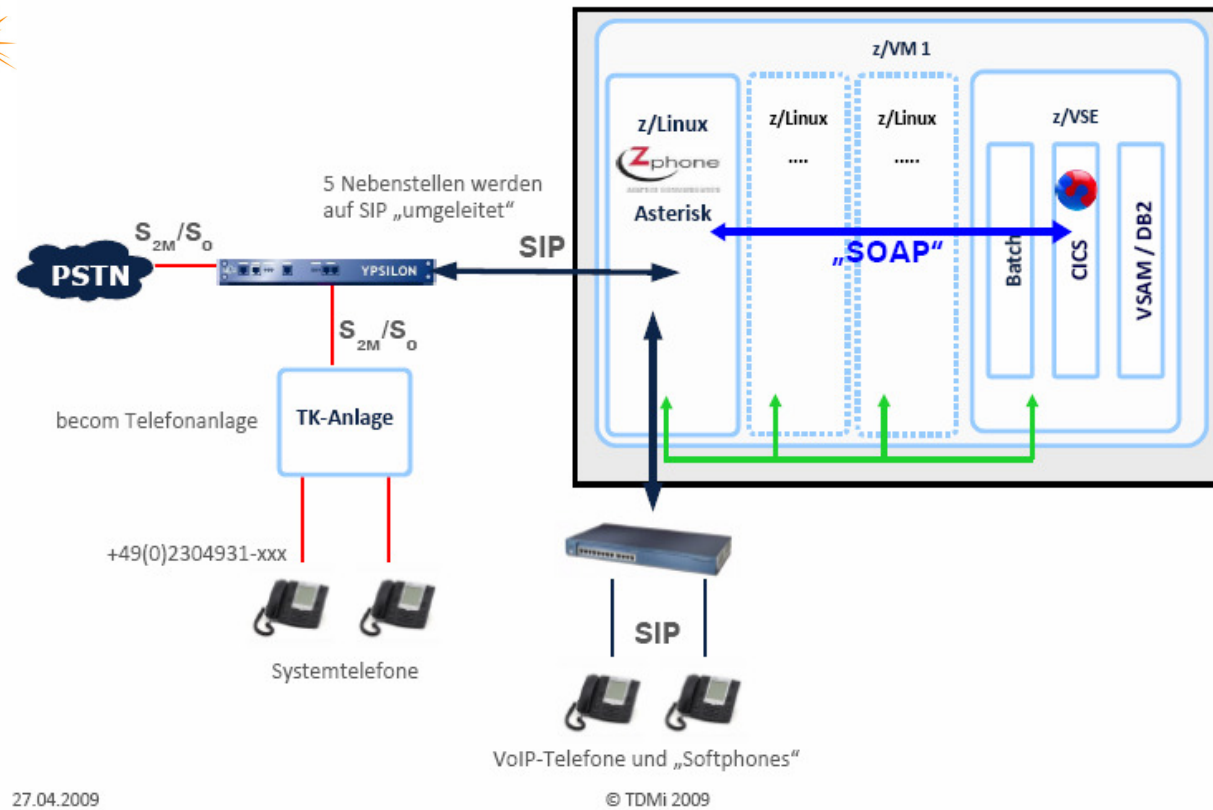 z/VM 1
z/Linux
Zphone
Asterisk
z/Linux
....
z/Linux
.....
z/VSE
Batch
CICS
VSAM / DB2
„SOAP“
5 Nebenstellen werden
auf SIP „umgeleitet“
SIP
PSTN
S2M/S0
YPSILON
S2M/S0
becom Telefonanlage
TK-Anlage
+49(0)2304931-xxx
Systemtelefone
SIP
VoIP-Telefone und „Softphones“
27.04.2009
© TDMi 2009